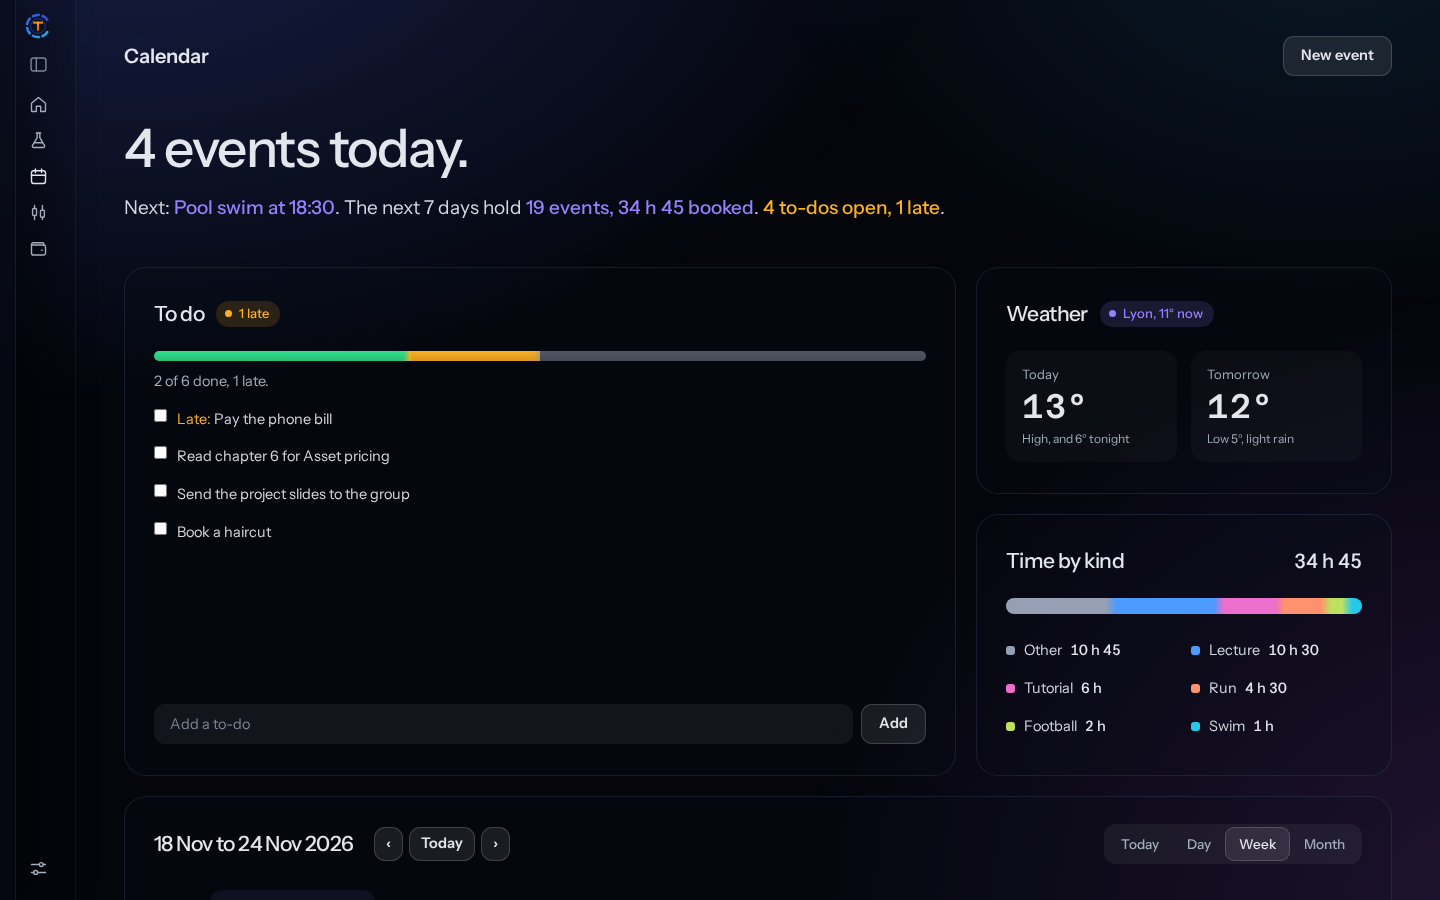 T
Calendar
New event
4 events today.
Next: Pool swim at 18:30. The next 7 days hold 19 events, 34 h 45 booked. 4 to-dos open, 1 late.
To do
1 late
2 of 6 done, 1 late.
Late: Pay the phone bill
Read chapter 6 for Asset pricing
Send the project slides to the group
Book a haircut
Add a to-do
Add
Weather
Lyon, 11° now
Today
13°
High, and 6° tonight
Tomorrow
12°
Low 5°, light rain
Time by kind
34 h 45
Other 10 h 45
Lecture 10 h 30
Tutorial 6 h
Run 4 h 30
Football 2 h
Swim 1 h
18 Nov to 24 Nov 2026
‹ Today ›
Today Day Week Month